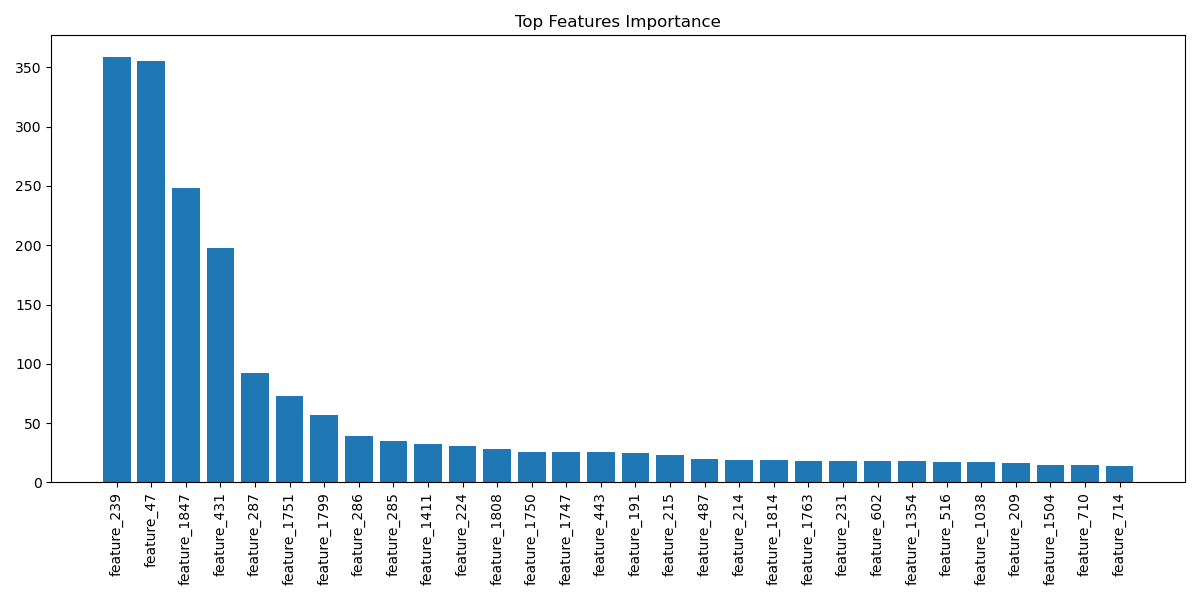 Top Features Importance
350
300
250
200
150
100
50
0
feature_239
feature_47
feature_1847
feature_431
feature_287
feature_1751
feature_1799
feature_286
feature_285
feature_1411
feature_224
feature_1808
feature_1750
feature_1747
feature_443
feature_191
feature_215
feature_487
feature_214
feature_1814
feature_1763
feature_231
feature_602
feature_1354
feature_516
feature_1038
feature_209
feature_1504
feature_710
feature_714